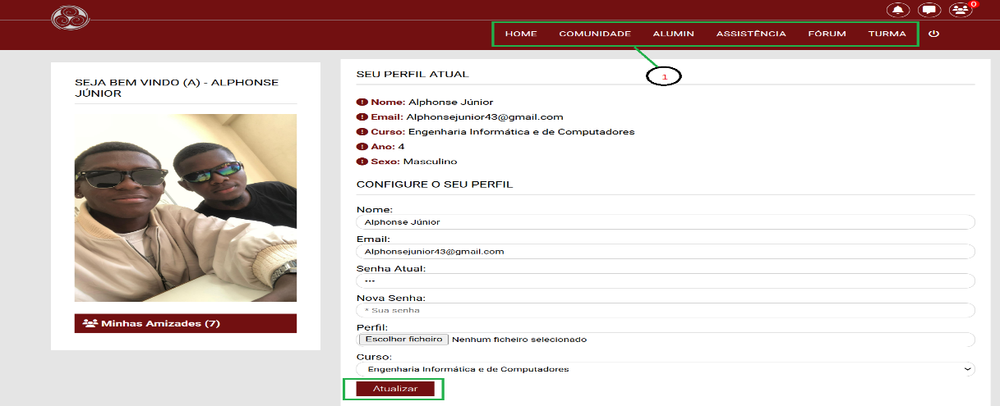 0
HOME COMUNIDADE ALUMIN ASSISTÊNCIA FÓRUM TURMA
1
SEJA BEM VINDO (A) - ALPHONSE
JÚNIOR
Minhas Amizades (7)
SEU PERFIL ATUAL
Nome: Alphonse Júnior
Email: Alphonsejunior43@gmail.com
Curso: Engenharia Informática e de Computadores
Ano: 4
Sexo: Masculino
CONFIGURE O SEU PERFIL
Nome:
Alphonse Júnior
Email:
Alphonsejunior43@gmail.com
Senha Atual:
---
Nova Senha:
* Sua senha
Perfil:
Escolher ficheiro Nenhum ficheiro selecionado
Curso:
Engenharia Informática e de Computadores
Atualizar